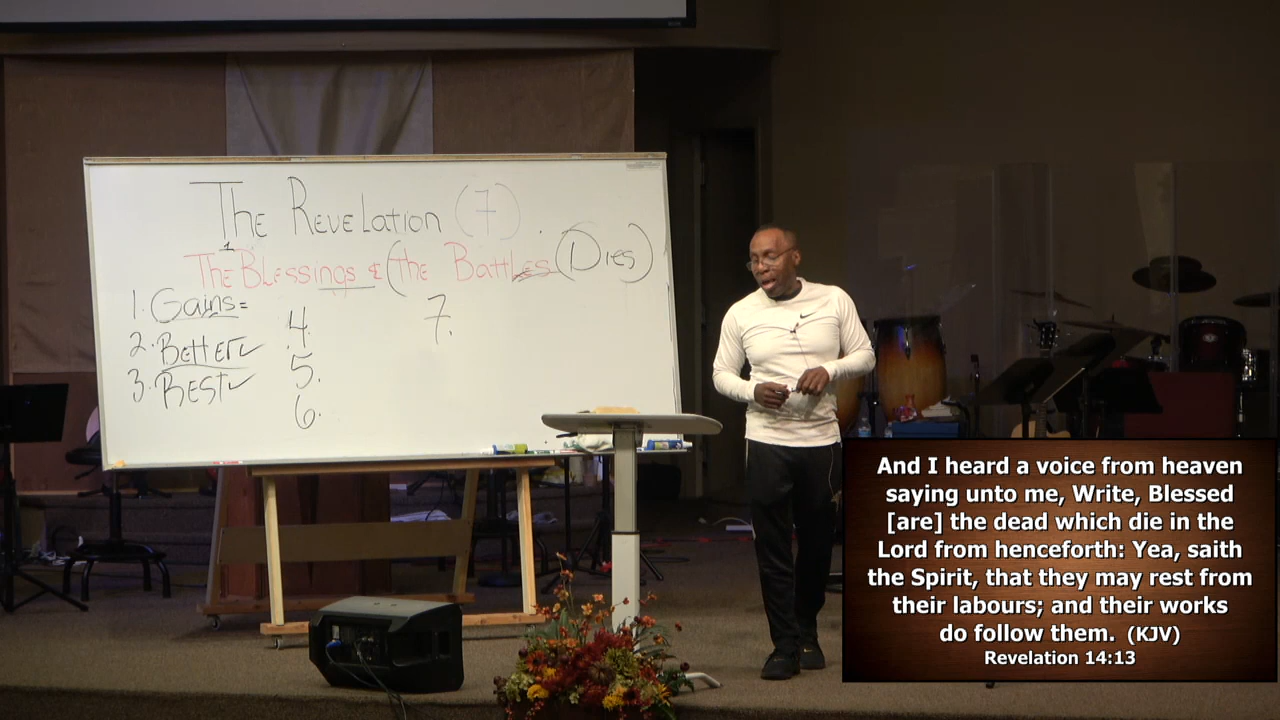 The Revelation (7)
1
The Blessings & (the Battles (Dies)
1. Gains=
2. Better✓
3. Best✓
4.
5.
6.
7.
And I heard a voice from heaven
saying unto me, Write, Blessed
[are] the dead which die in the
Lord from henceforth: Yea, saith
the Spirit, that they may rest from
their labours; and their works
do follow them. (KJV)
Revelation 14:13